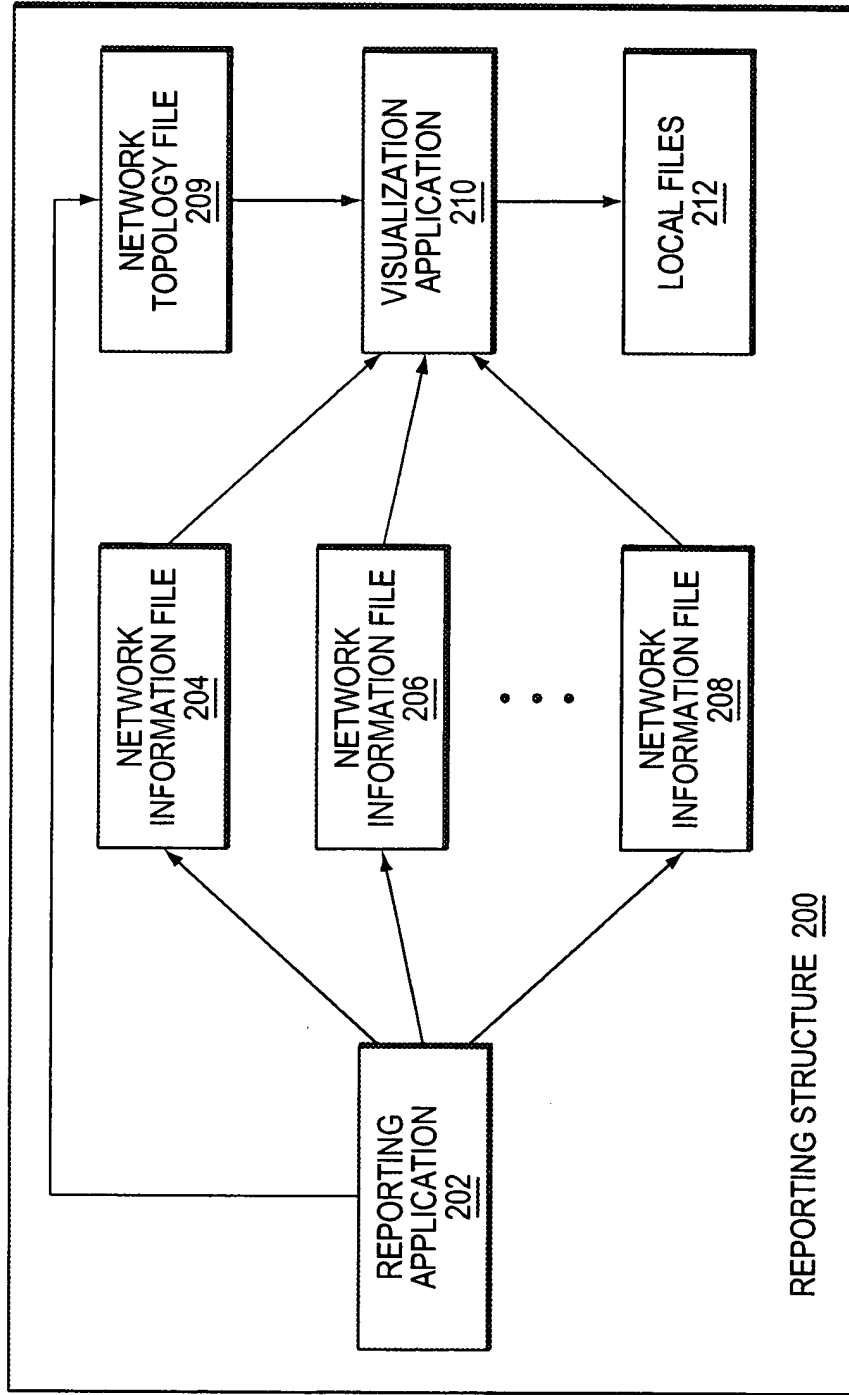 REPORTING
APPLICATION
202
NETWORK
INFORMATION FILE
204
NETWORK
INFORMATION FILE
206
NETWORK
INFORMATION FILE
208
NETWORK
TOPOLOGY FILE
209
VISUALIZATION
APPLICATION
210
LOCAL FILES
212
REPORTING STRUCTURE 200